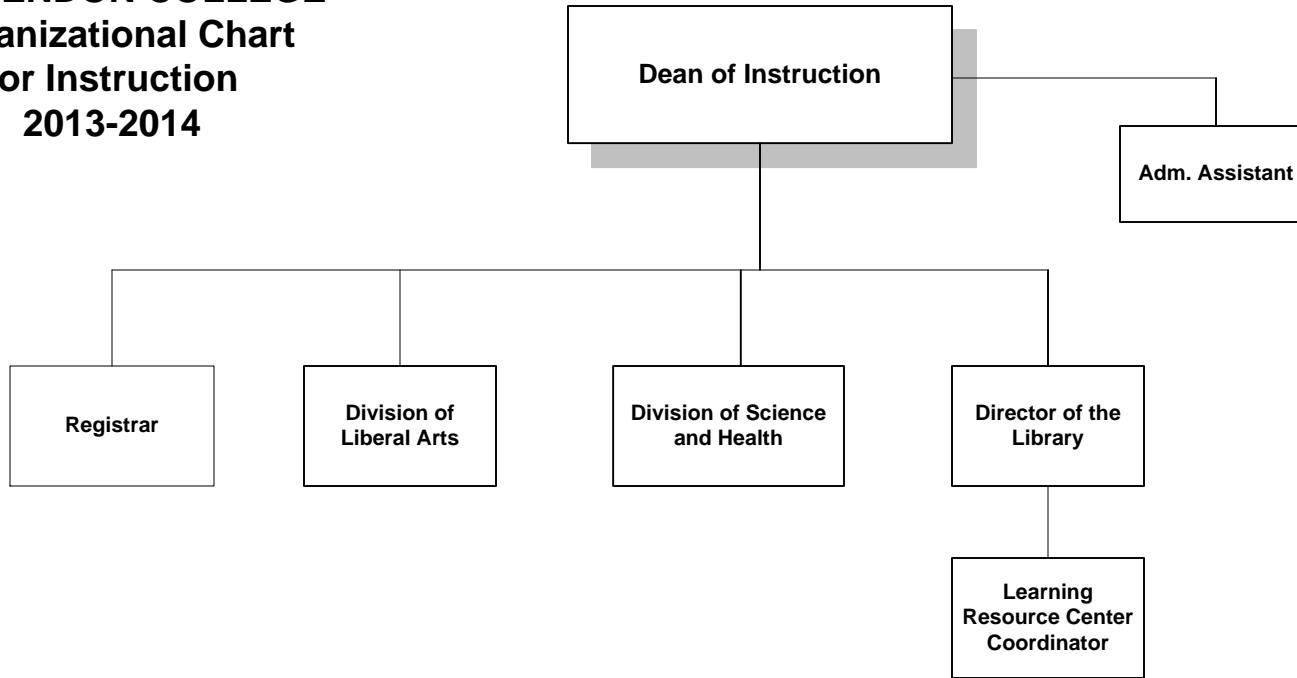 COLLEGE
anizational Chart
or Instruction
2013-2014
Dean of Instruction
Adm. Assistant
Registrar
Division of
Liberal Arts
Division of Science
and Health
Director of the
Library
Learning
Resource Center
Coordinator